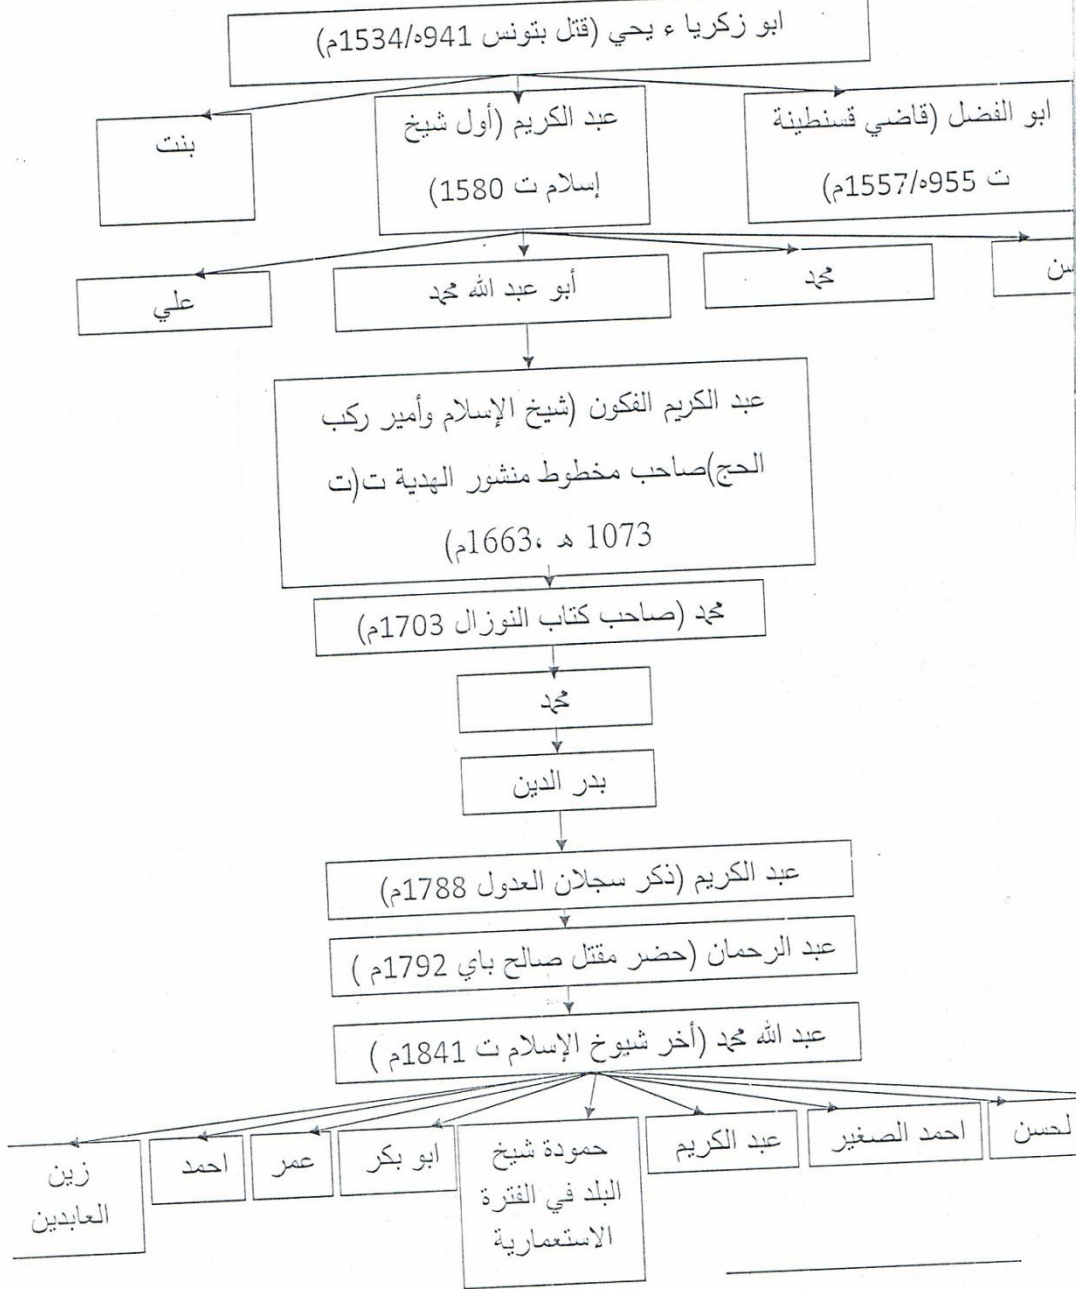 ابو زكريا ء يحي (قتل بتونس 941ه/1534م)
ابو الفضل (قاضي قسنطينة
ت 955ه/1557م)
عبد الكريم (أول شيخ
إسلام ت 1580)
بنت
سن
محمد
أبو عبد الله محمد
علي
عبد الكريم الفكون (شيخ الإسلام وأمير ركب
الحج)صاحب مخطوط منشور الهدية ت(ت
1073 ه ،1663م)
محمد (صاحب كتاب النوزال 1703م)
محمد
بدر الدين
عبد الكريم (ذكر سجلان العدول 1788م)
عبد الرحمان (حضر مقتل صالح باي 1792م )
عبد الله محمد (أخر شيوخ الإسلام ت 1841م )
لحسن
احمد الصغير
عبد الكريم
حمودة شيخ
البلد في الفترة
الاستعمارية
ابو بكر
عمر
احمد
زين
العابدين